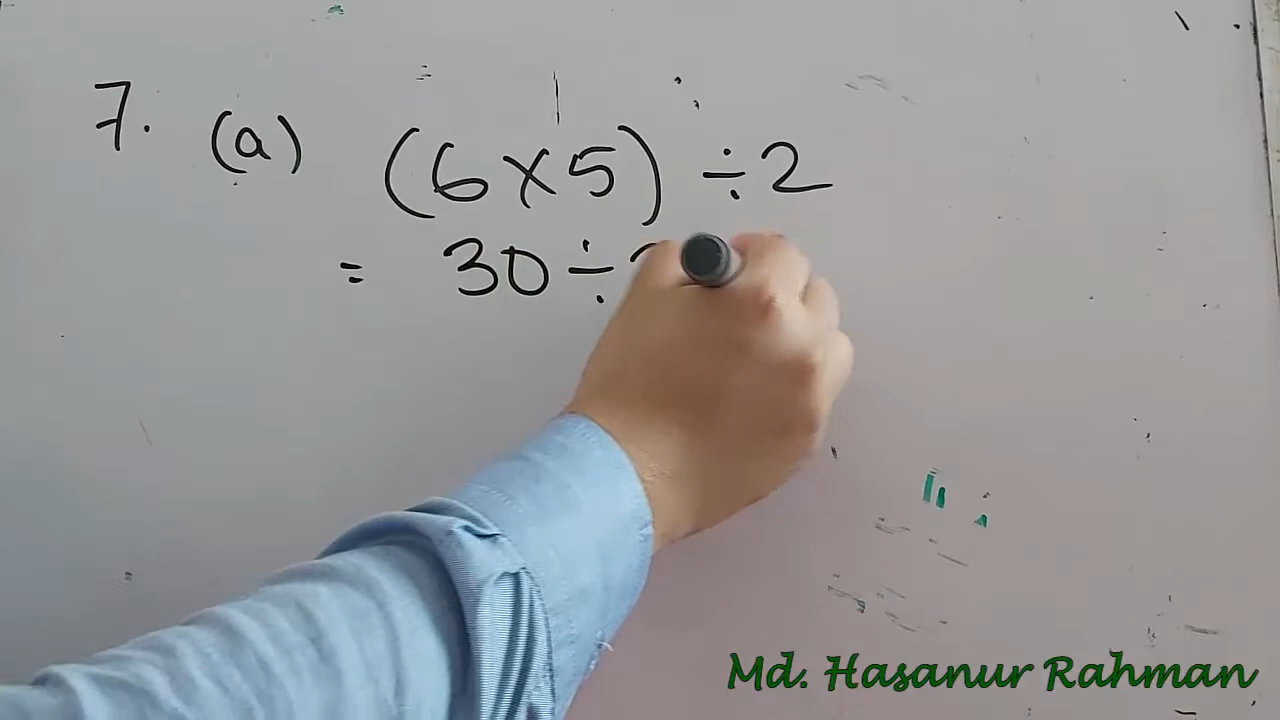 7. (a) (6×5) ÷2
= 30÷
Md. Hasanur Rahman